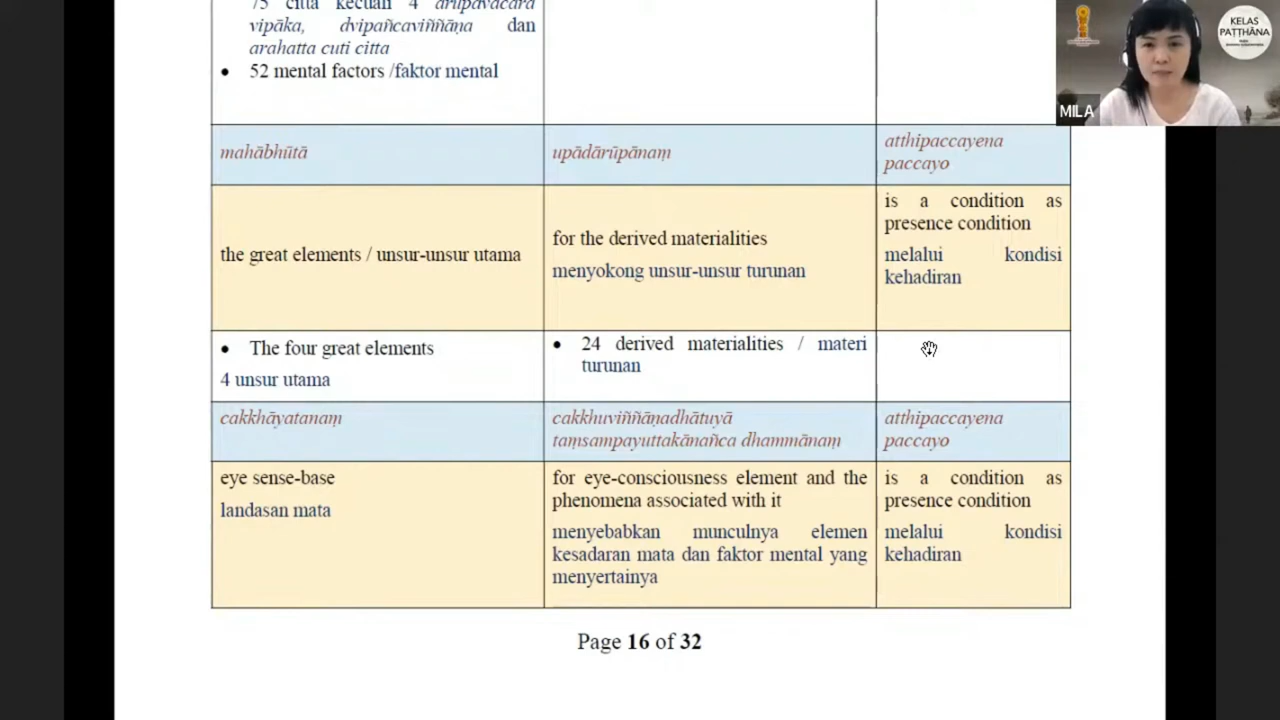 75 citta kecuali 4 arūpāvacara
vipāka, dvipañcaviññāṇa dan
arahatta cuti citta
• 52 mental factors /faktor mental
mahābhūtā
upādārūpānaṃ
atthipaccayena
paccayo
the great elements / unsur-unsur utama
for the derived materialities
menyokong unsur-unsur turunan
is a condition as
presence condition
melalui kondisi
kehadiran
• The four great elements
4 unsur utama
• 24 derived materialities / materi
turunan
cakkhāyatanaṃ
cakkhuviññāṇadhātuyā
taṃsampayuttakānañca dhammānaṃ
atthipaccayena
paccayo
eye sense-base
landasan mata
for eye-consciousness element and the
phenomena associated with it
menyebabkan munculnya elemen
kesadaran mata dan faktor mental yang
menyertainya
is a condition as
presence condition
melalui kondisi
kehadiran
Page 16 of 32
MILA
KELAS
PAṬṬHĀNA